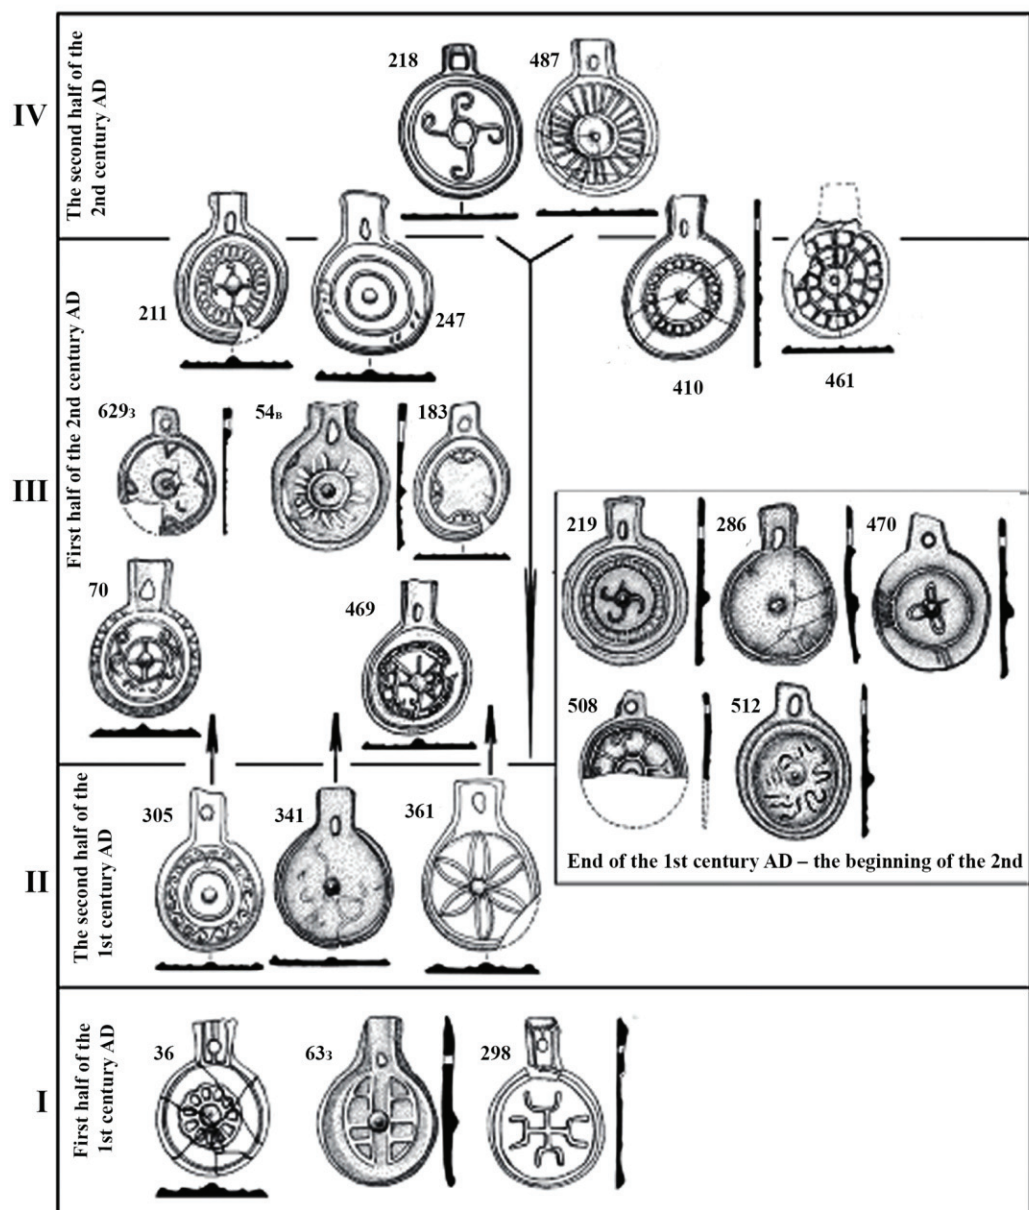 IV
The second half of the
2nd century AD
218
487
211
247
410
461
III
First half of the 2nd century AD
629з
54в
183
70
469
219
286
470
508
512
End of the 1st century AD – the beginning of the 2nd
II
The second half of the
1st century AD
305
341
361
I
First half of the
1st century AD
36
63з
298